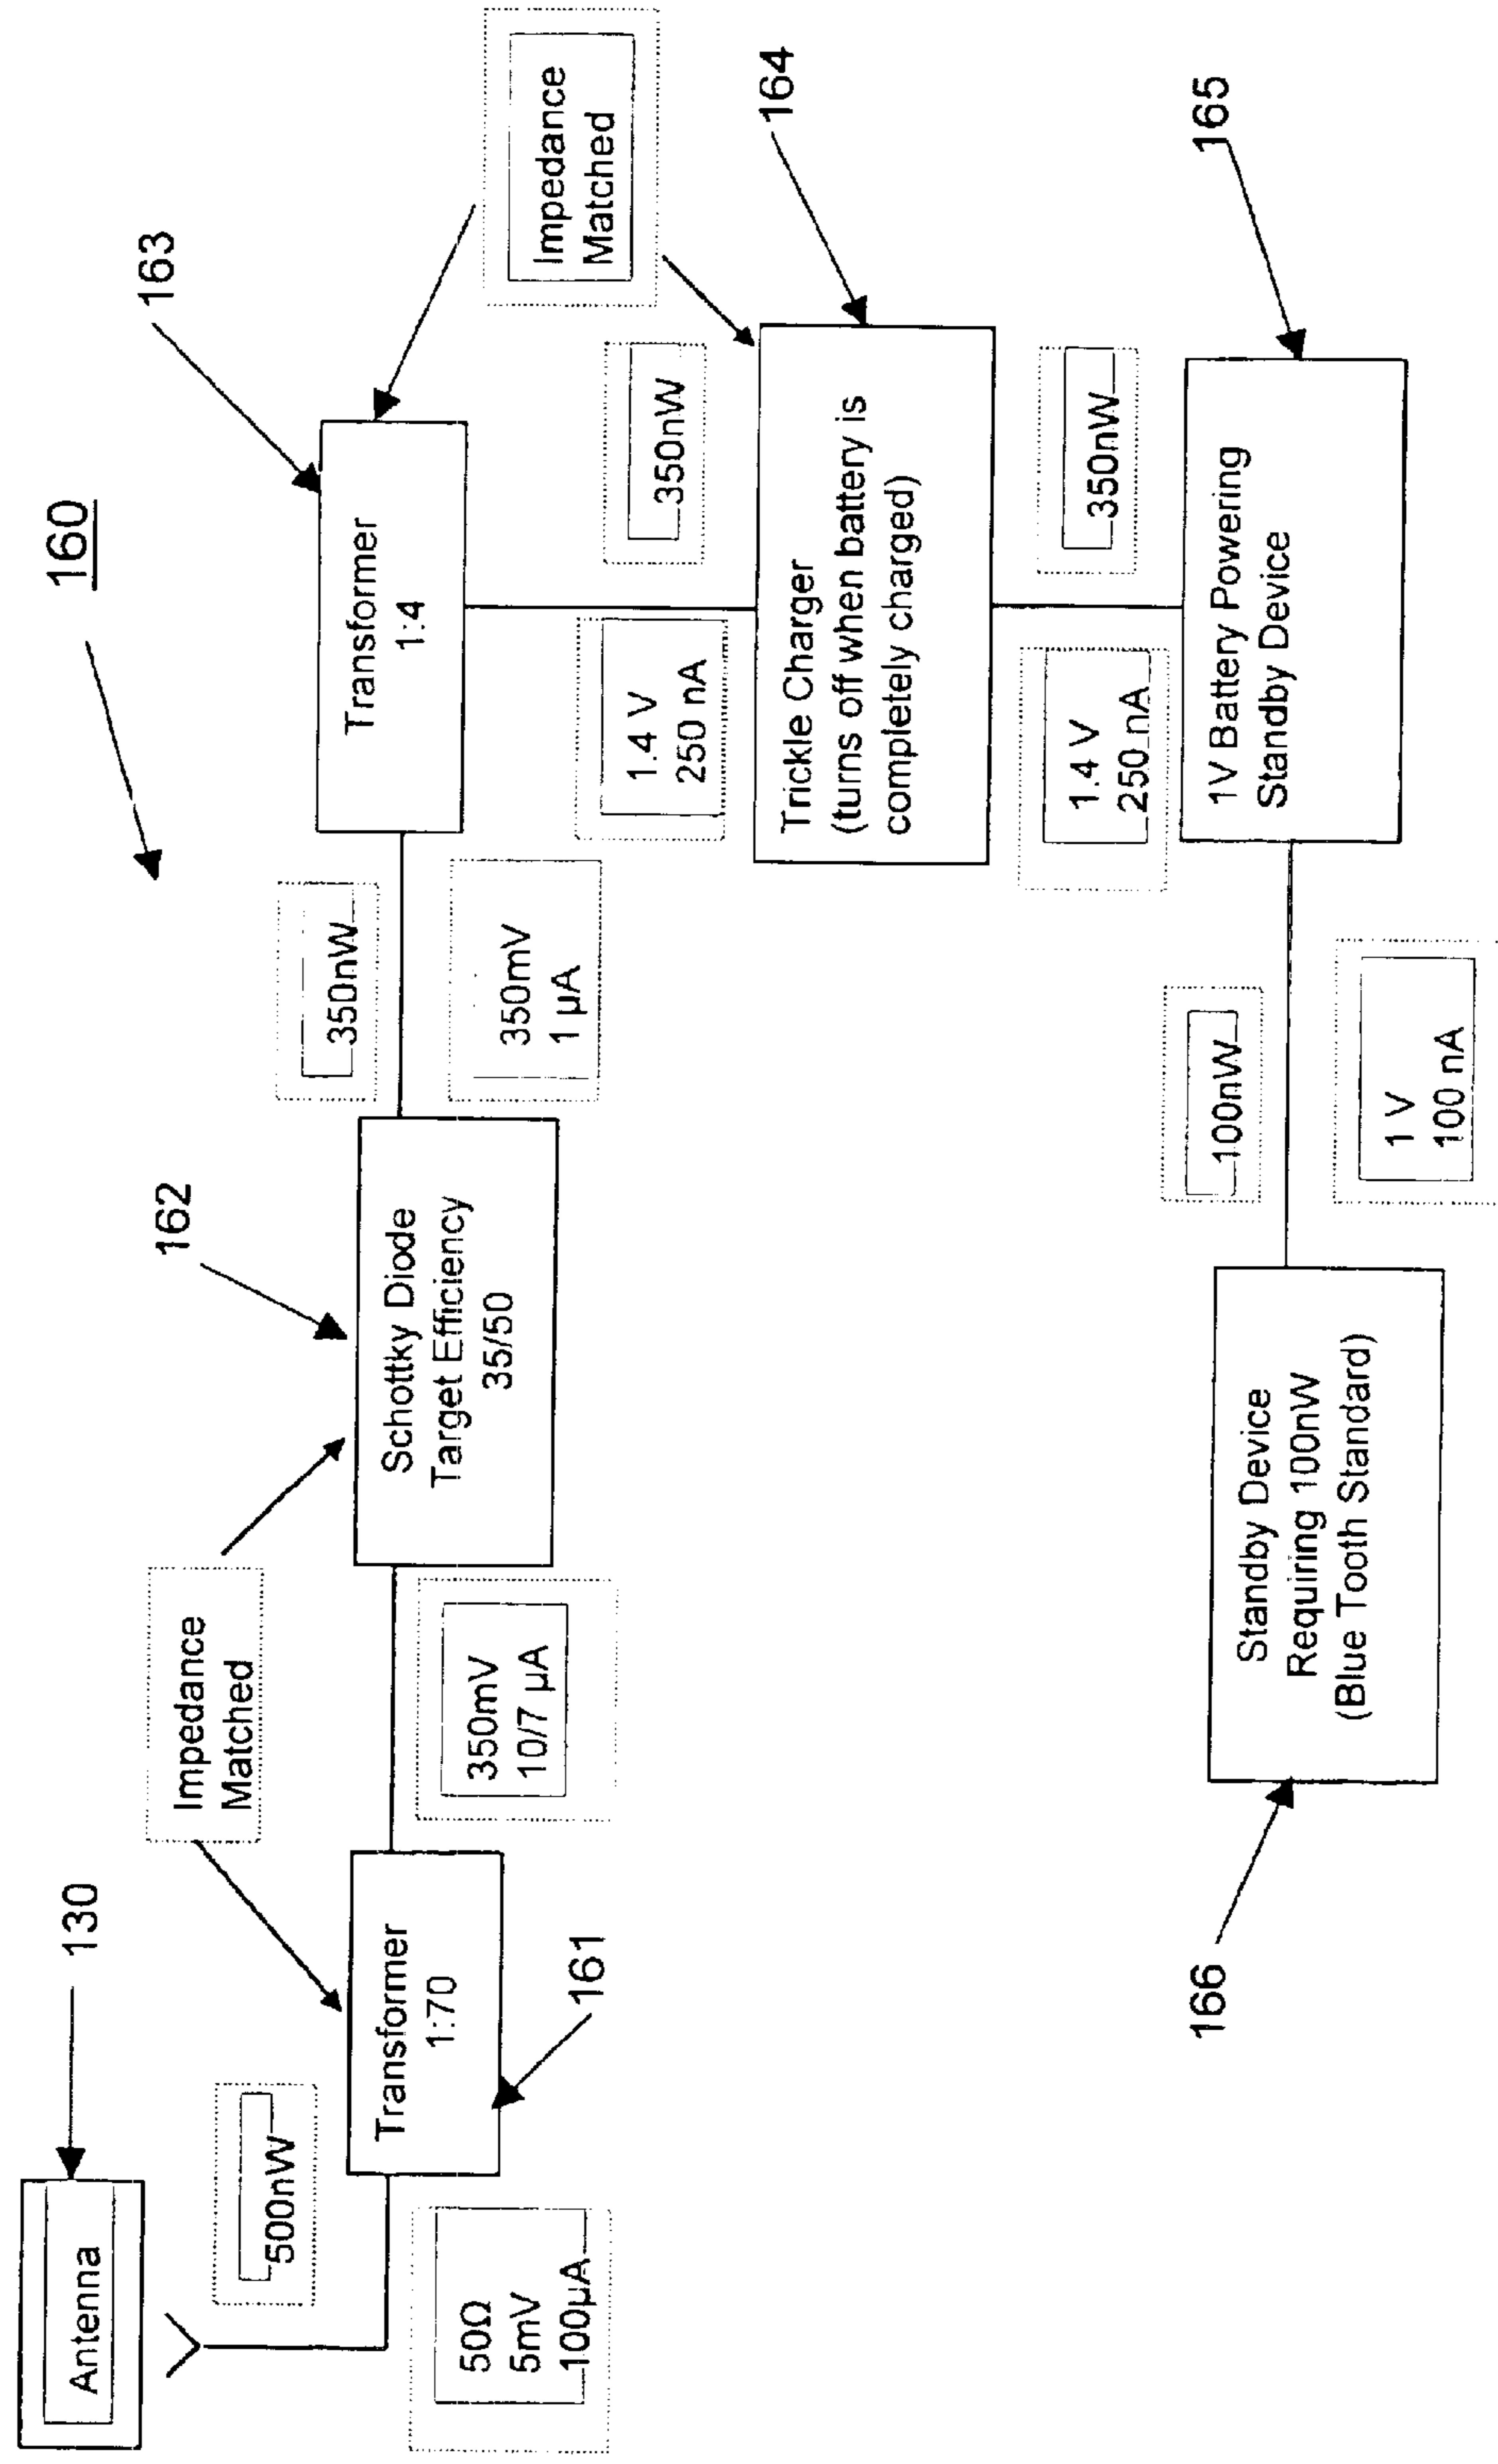 160
130
Antenna
500nW
50Ω
5mV
100µA
Transformer
1:70
161
Impedance
Matched
350mV
10/7 µA
162
Schottky Diode
Target Efficiency
35/50
350nW
350mV
1 µA
163
Transformer
1:4
Impedance
Matched
350nW
1.4 V
250 nA
164
Trickle Charger
(turns off when battery is
completely charged)
350nW
1.4 V
250 nA
165
1V Battery Powering
Standby Device
100nW
1 V
100 nA
Standby Device
Requiring 100nW
(Blue Tooth Standard)
166